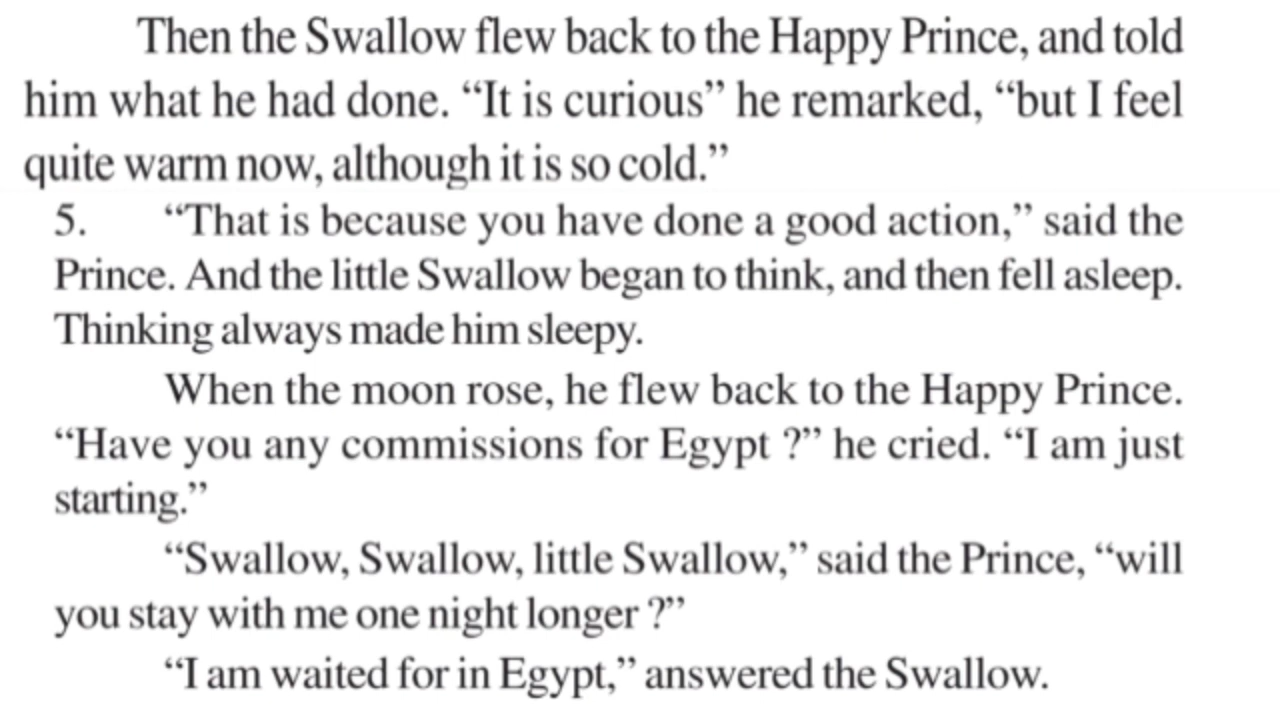 Then the Swallow flew back to the Happy Prince, and told
him what he had done. “It is curious” he remarked, “but I feel
quite warm now, although it is so cold.”
5. “That is because you have done a good action,” said the
Prince. And the little Swallow began to think, and then fell asleep.
Thinking always made him sleepy.
When the moon rose, he flew back to the Happy Prince.
“Have you any commissions for Egypt ?” he cried. “I am just
starting.”
“Swallow, Swallow, little Swallow,” said the Prince, “will
you stay with me one night longer ?”
“I am waited for in Egypt,” answered the Swallow.